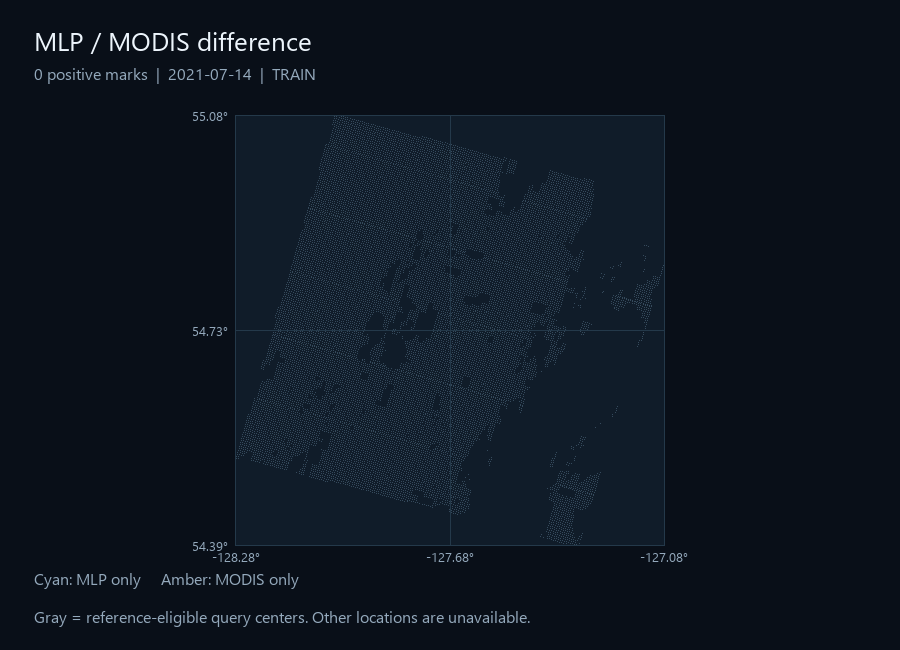 MLP / MODIS difference
0 positive marks | 2021-07-14 | TRAIN
55.08°
54.73°
54.39°
-128.28° -127.68° -127.08°
Cyan: MLP only Amber: MODIS only
Gray = reference-eligible query centers. Other locations are unavailable.